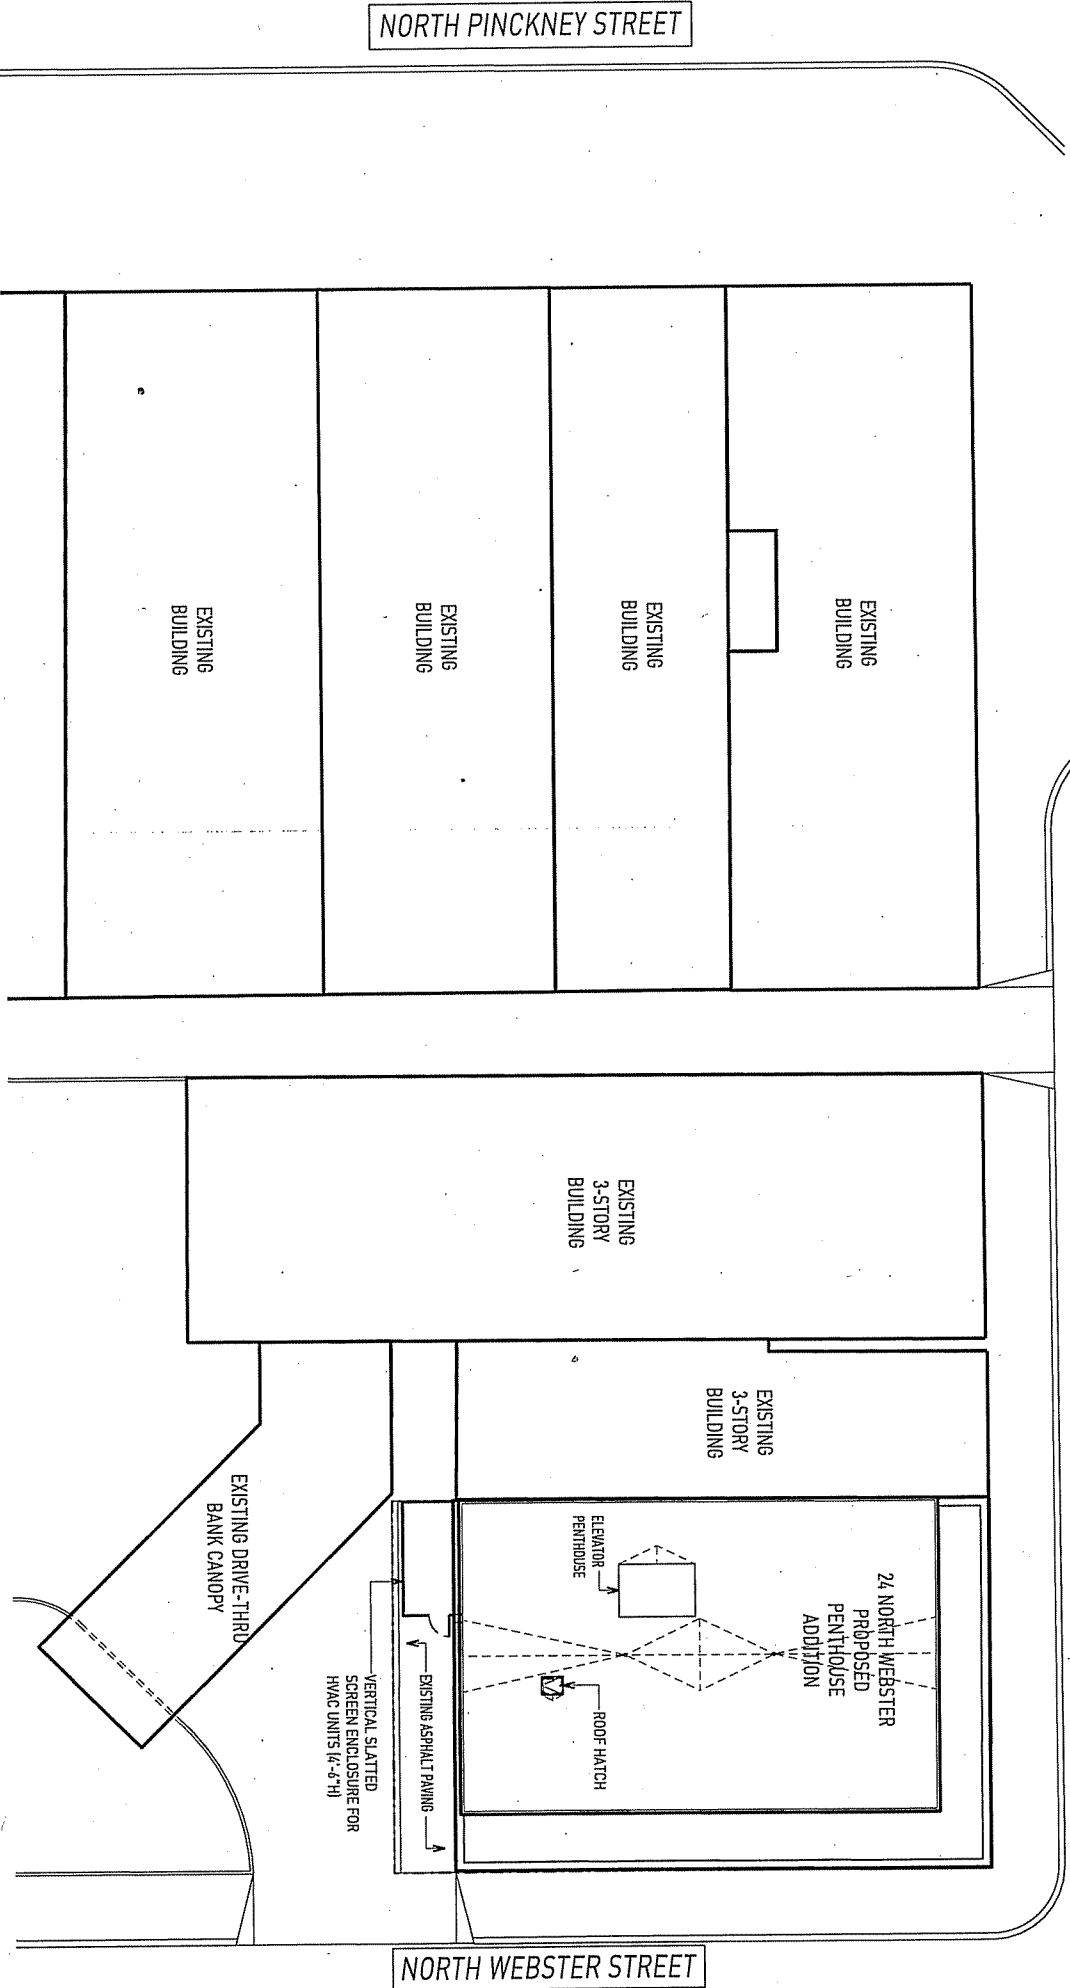 NORTH PINCKNEY STREET
EXISTING
BUILDING
EXISTING
BUILDING
EXISTING
BUILDING
EXISTING
BUILDING
EXISTING
3-STORY
BUILDING
EXISTING
3-STORY
BUILDING
EXISTING DRIVE-THRU
BANK CANOPY
ELEVATOR
PENTHOUSE
24 NORTH WEBSTER
PROPOSED
PENTHOUSE
ADDITION
ROOF HATCH
EXISTING ASPHALT PAVING
VERTICAL SLATTED
SCREEN ENCLOSURE FOR
HVAC UNITS (4'-6"H)
NORTH WEBSTER STREET